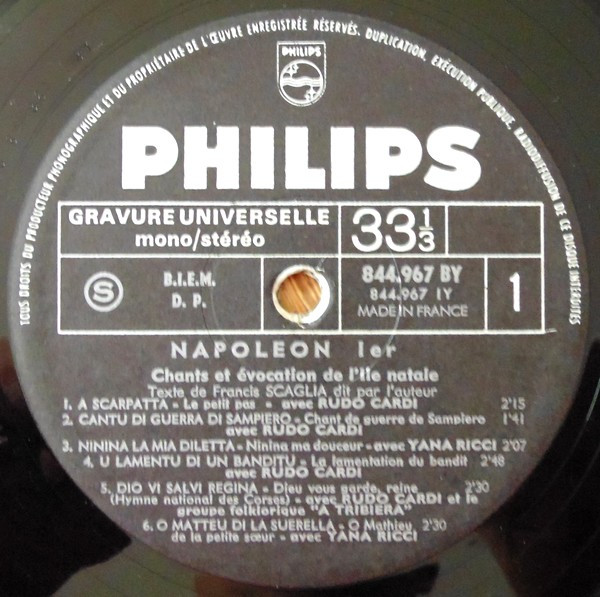 TOUS DROITS DU PRODUCTEUR PHONOGRAPHIQUE ET DU PROPRIÉTAIRE DE L'ŒUVRE ENREGISTRÉE RÉSERVÉS. DUPLICATION, EXÉCUTION PUBLIQUE, RADIODIFFUSION DE CE DISQUE INTERDITES
PHILIPS
PHILIPS
GRAVURE UNIVERSELLE
mono/stéréo
33 1/3
S
B.I.E.M.
D. P.
844.967 BY
844.967 IY
MADE IN FRANCE
1
NAPOLEON Ier
Chants et évocation de l'Ile natale
Texte de Francis SCAGLIA dit par l'auteur
1. A SCARPATTA - Le petit pas - avec RUDO CARDI 2'15
2. CANTU DI GUERRA DI SAMPIERO - Chant de guerre de Sampiero 1'41
avec RUDO CARDI
3. NININA LA MIA DILETTA - Ninina ma douceur - avec YANA RICCI 2'07
4. U LAMENTU DI UN BANDITU - La lamentation du bandit 2'48
avec RUDO CARDI
5. DIO VI SALVI REGINA - Dieu vous garde, reine 2'30
(Hymne national des Corses) - avec RUDO CARDI et le
groupe folklorique "A TRIBIERA"
6. O MATTEU DI LA SUERELLA - O Mathieu, 2'30
de la petite sœur - avec YANA RICCI